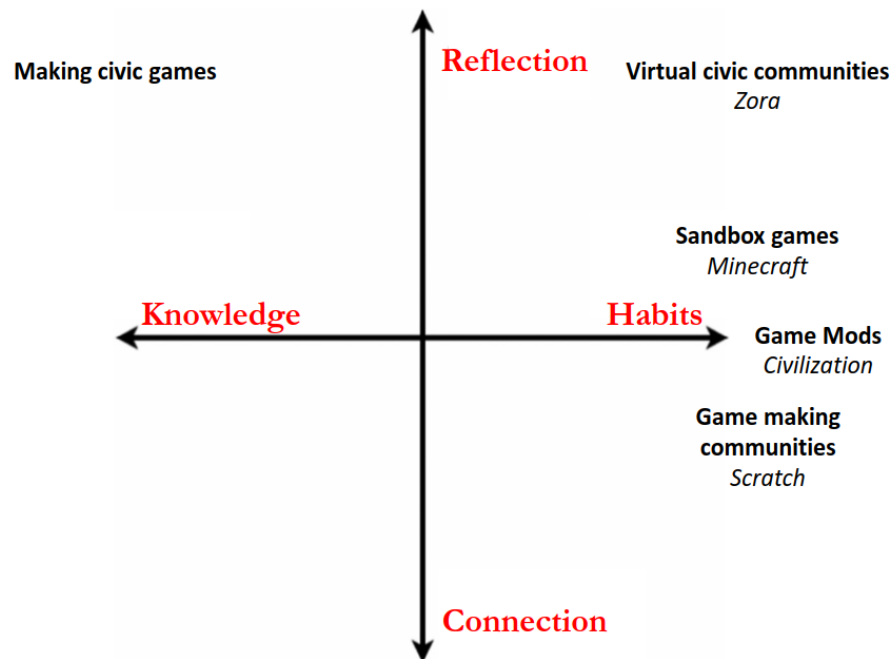 Making civic games
Reflection
Virtual civic communities
Zora
Sandbox games
Minecraft
Knowledge
Habits
Game Mods
Civilization
Game making
communities
Scratch
Connection